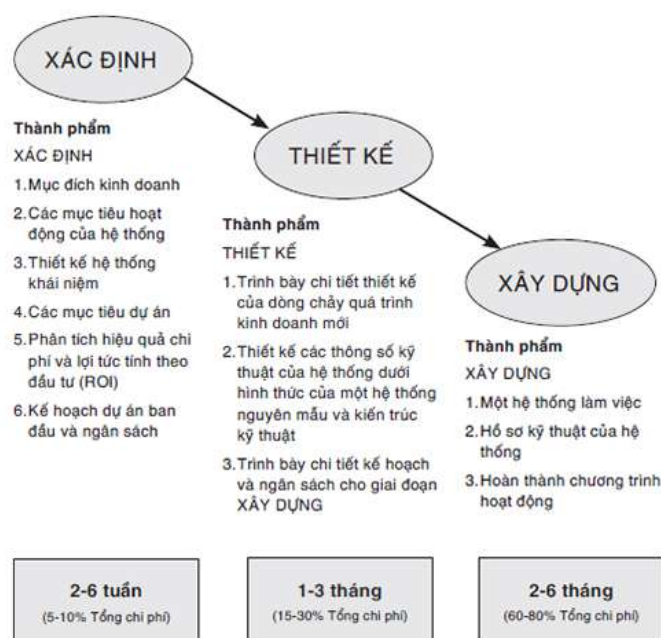 XÁC ĐỊNH
Thành phẩm
XÁC ĐỊNH
1.Mục đích kinh doanh
2.Các mục tiêu hoạt
động của hệ thống
3.Thiết kế hệ thống
khái niệm
4.Các mục tiêu dự án
5.Phân tích hiệu quả chi
phí và lợi tức tính theo
đầu tư (ROI)
6.Kế hoạch dự án ban
đầu và ngân sách
2-6 tuần
(5-10% Tổng chi phí)
THIẾT KẾ
Thành phẩm
THIẾT KẾ
1.Trình bày chi tiết thiết kế
của dòng chảy quá trình
kinh doanh mới
2.Thiết kế các thông số kỹ
thuật của hệ thống dưới
hình thức của một hệ thống
nguyên mẫu và kiến trúc
kỹ thuật
3.Trình bày chi tiết kế hoạch
và ngân sách cho giai đoạn
XÂY DỰNG
1-3 tháng
(15-30% Tổng chi phí)
XÂY DỰNG
Thành phẩm
XÂY DỰNG
1.Một hệ thống làm việc
2.Hồ sơ kỹ thuật của hệ
thống
3.Hoàn thành chương trình
hoạt động
2-6 tháng
(60-80% Tổng chi phí)